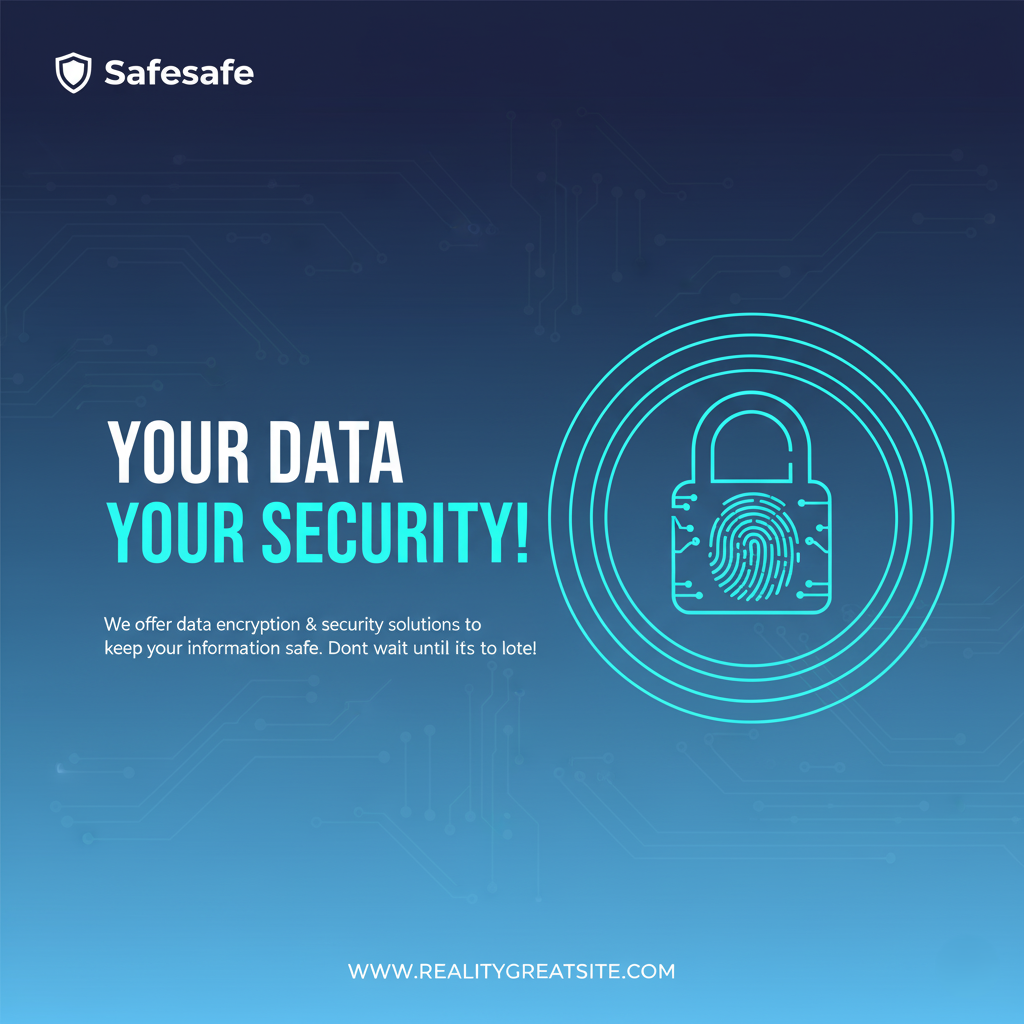 Safesafe
YOUR DATA
YOUR SECURITY!
We offer data encryption & security solutions to
keep your information safe. Dont wait until its to lote!
WWW.REALITYGREATSITE.COM